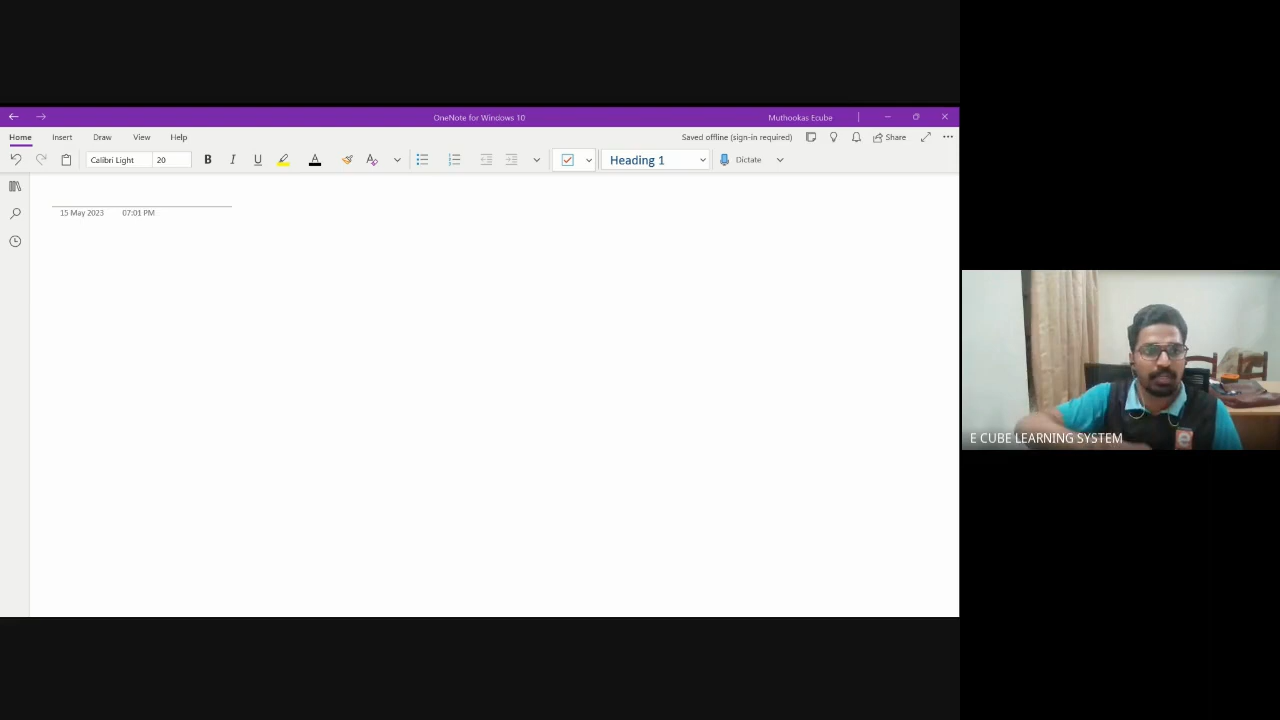 OneNote for Windows 10
Muthookas Ecube
Home Insert Draw View Help
Saved offline (sign-in required)
Share
Calibri Light
20
B I U
A
A
Heading 1
Dictate
15 May 2023 07:01 PM
E CUBE LEARNING SYSTEM
e